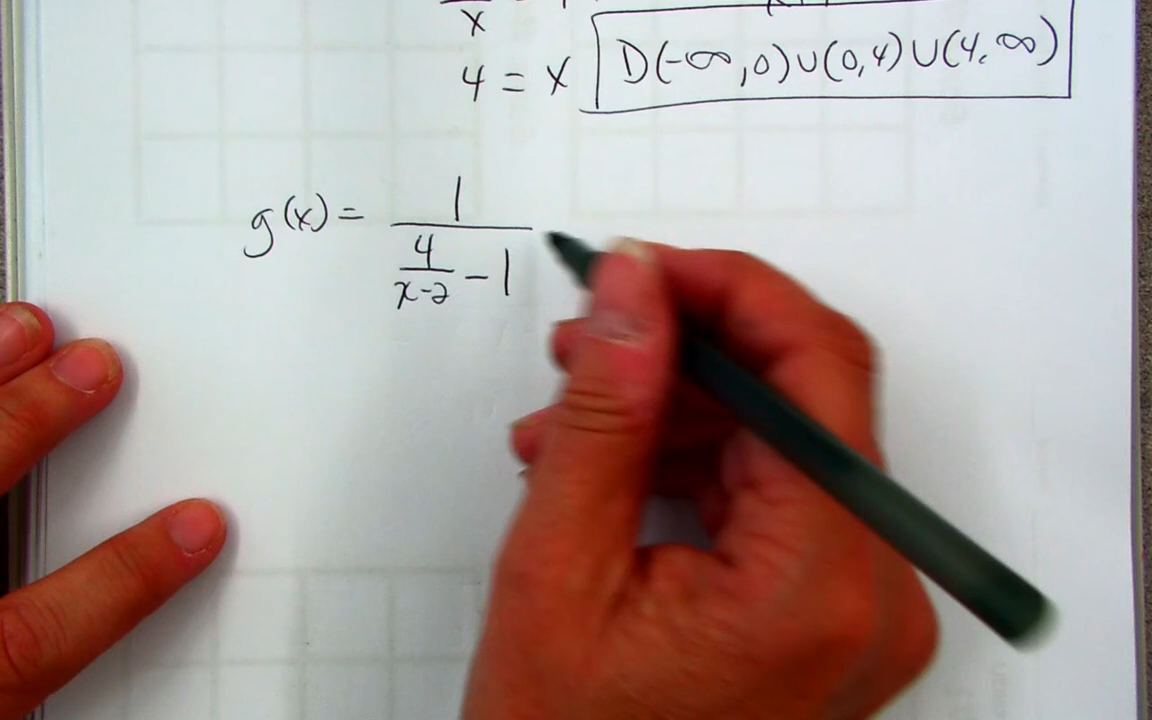 x
4 = x D(-∞,0)∪(0,4)∪(4,∞)
g(x) = 1
4
x-2 - 1